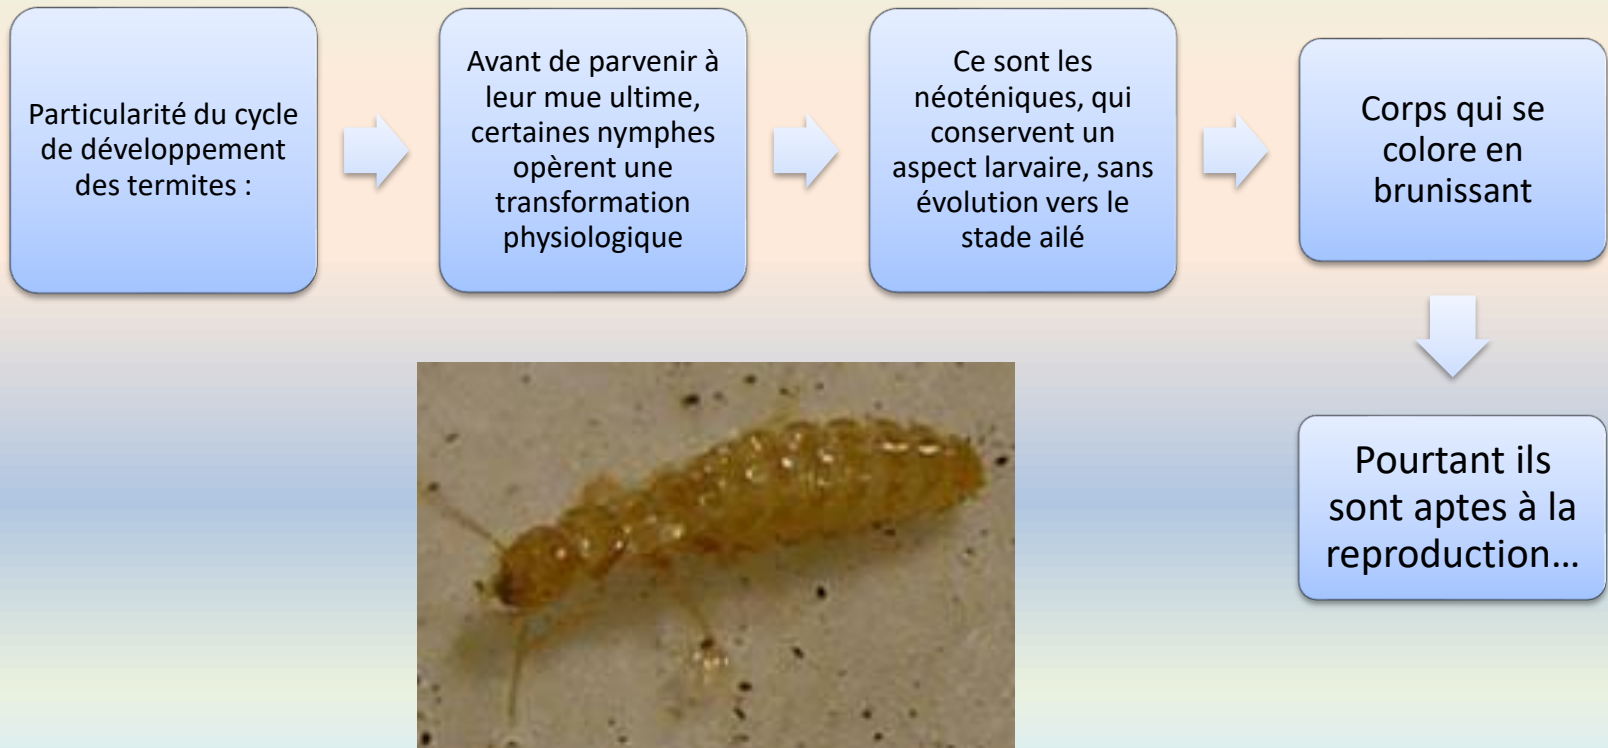 Particularité du cycle
de développement
des termites :
Avant de parvenir à
leur mue ultime,
certaines nymphes
opèrent une
transformation
physiologique
Ce sont les
néoténiques, qui
conservent un
aspect larvaire, sans
évolution vers le
stade ailé
Corps qui se
colore en
brunissant
Pourtant ils
sont aptes à la
reproduction…